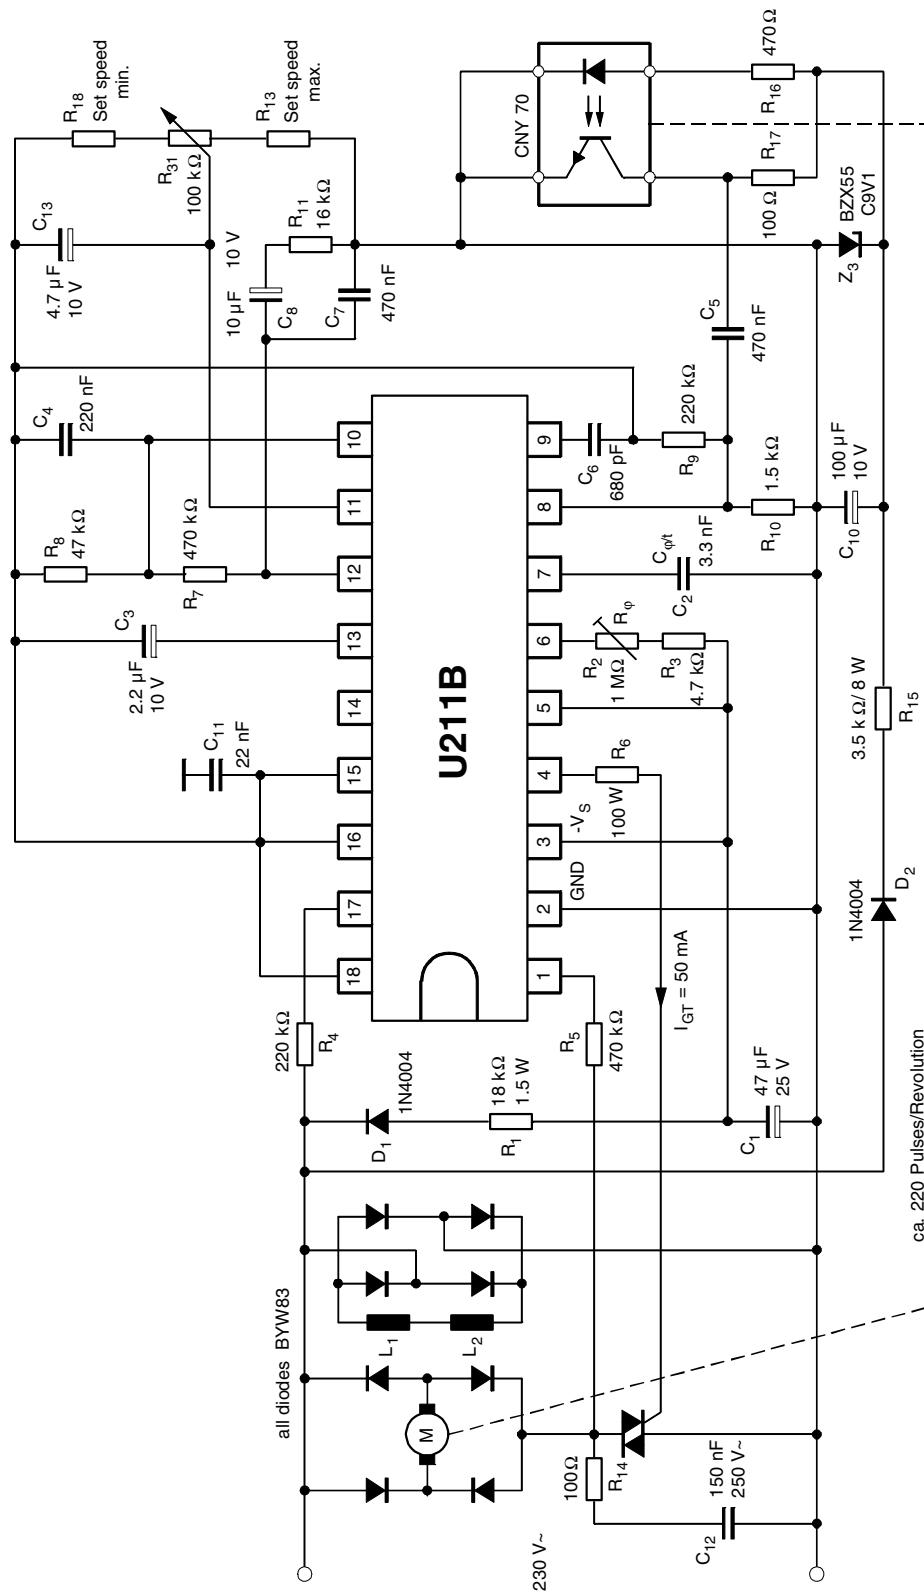 230 V~
all diodes BYW83
M
L1
L2
100Ω
R14
C12
150 nF
250 V~
D1
1N4004
R1
18 kΩ
1.5 W
C1
47 µF
25 V
220 kΩ
R4
R5
470 kΩ
IGT = 50 mA
1N4004
D2
3.5 k Ω/ 8 W
R15
ca. 220 Pulses/Revolution
U211B
18
17
16
15
14
13
12
11
10
1
2
3
4
5
6
7
8
9
GND
-VS
100 W
R6
C11
22 nF
2.2 µF
10 V
C3
R8
47 kΩ
R7
470 kΩ
C4
220 nF
R2
1 MΩ
Rφ
R3
4.7 kΩ
C2
Cφ/t
3.3 nF
C6
680 pF
R9
220 kΩ
R10
1.5 kΩ
C10
100 µF
10 V
C5
470 nF
10 µF
10 V
C8
C7
470 nF
R11
16 kΩ
4.7 µF
10 V
C13
R31
100 kΩ
R18
Set speed
min.
R13
Set speed
max.
CNY 70
100 Ω
R17
R16
470 Ω
Z3
BZX55
C9V1